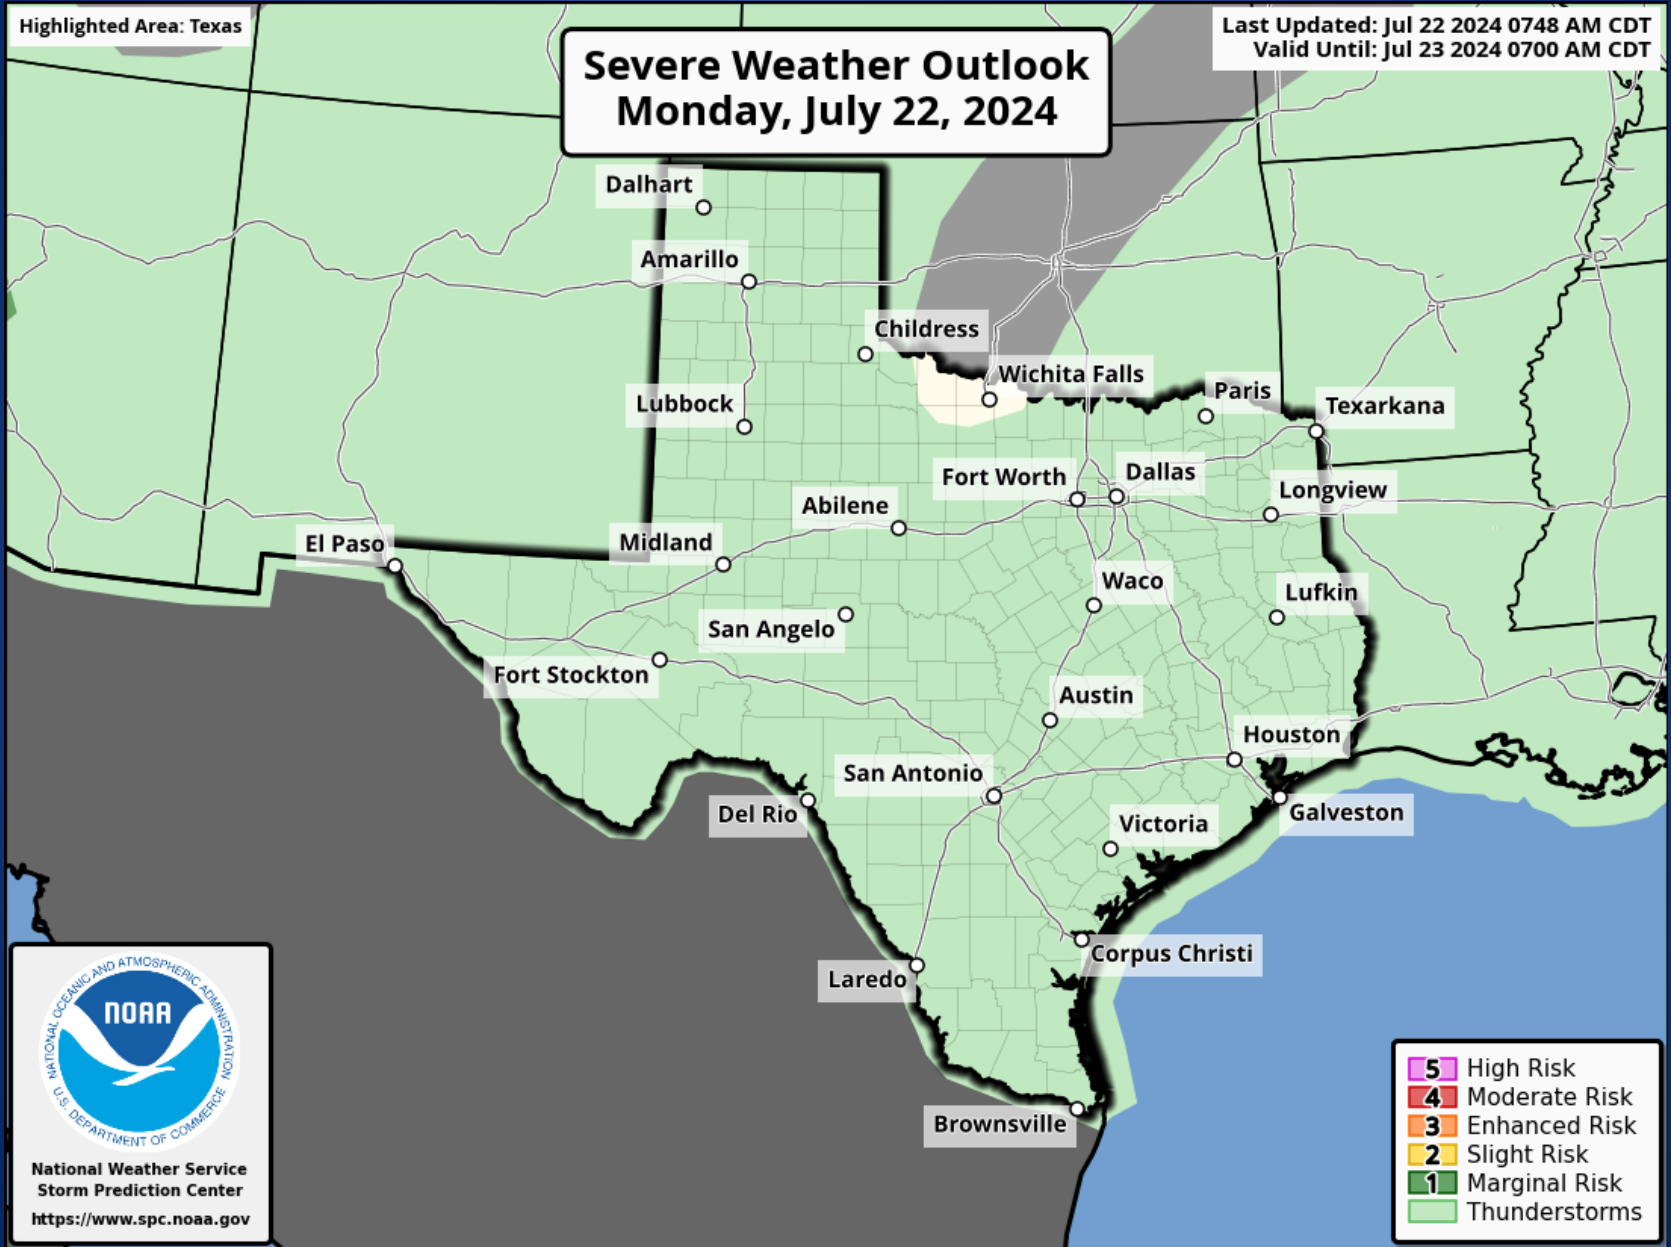 Highlighted Area: Texas
Severe Weather Outlook
Monday, July 22, 2024
Last Updated: Jul 22 2024 0748 AM CDT
Valid Until: Jul 23 2024 0700 AM CDT
Dalhart
Amarillo
Childress
Wichita Falls
Paris
Texarkana
Lubbock
Fort Worth
Dallas
Longview
Abilene
El Paso
Midland
Waco
Lufkin
San Angelo
Fort Stockton
Austin
Houston
San Antonio
Del Rio
Victoria
Galveston
Corpus Christi
Laredo
Brownsville
NATIONAL OCEANIC AND ATMOSPHERIC ADMINISTRATION
NOAA
U.S. DEPARTMENT OF COMMERCE
National Weather Service
Storm Prediction Center
https://www.spc.noaa.gov
5 High Risk
4 Moderate Risk
3 Enhanced Risk
2 Slight Risk
1 Marginal Risk
Thunderstorms